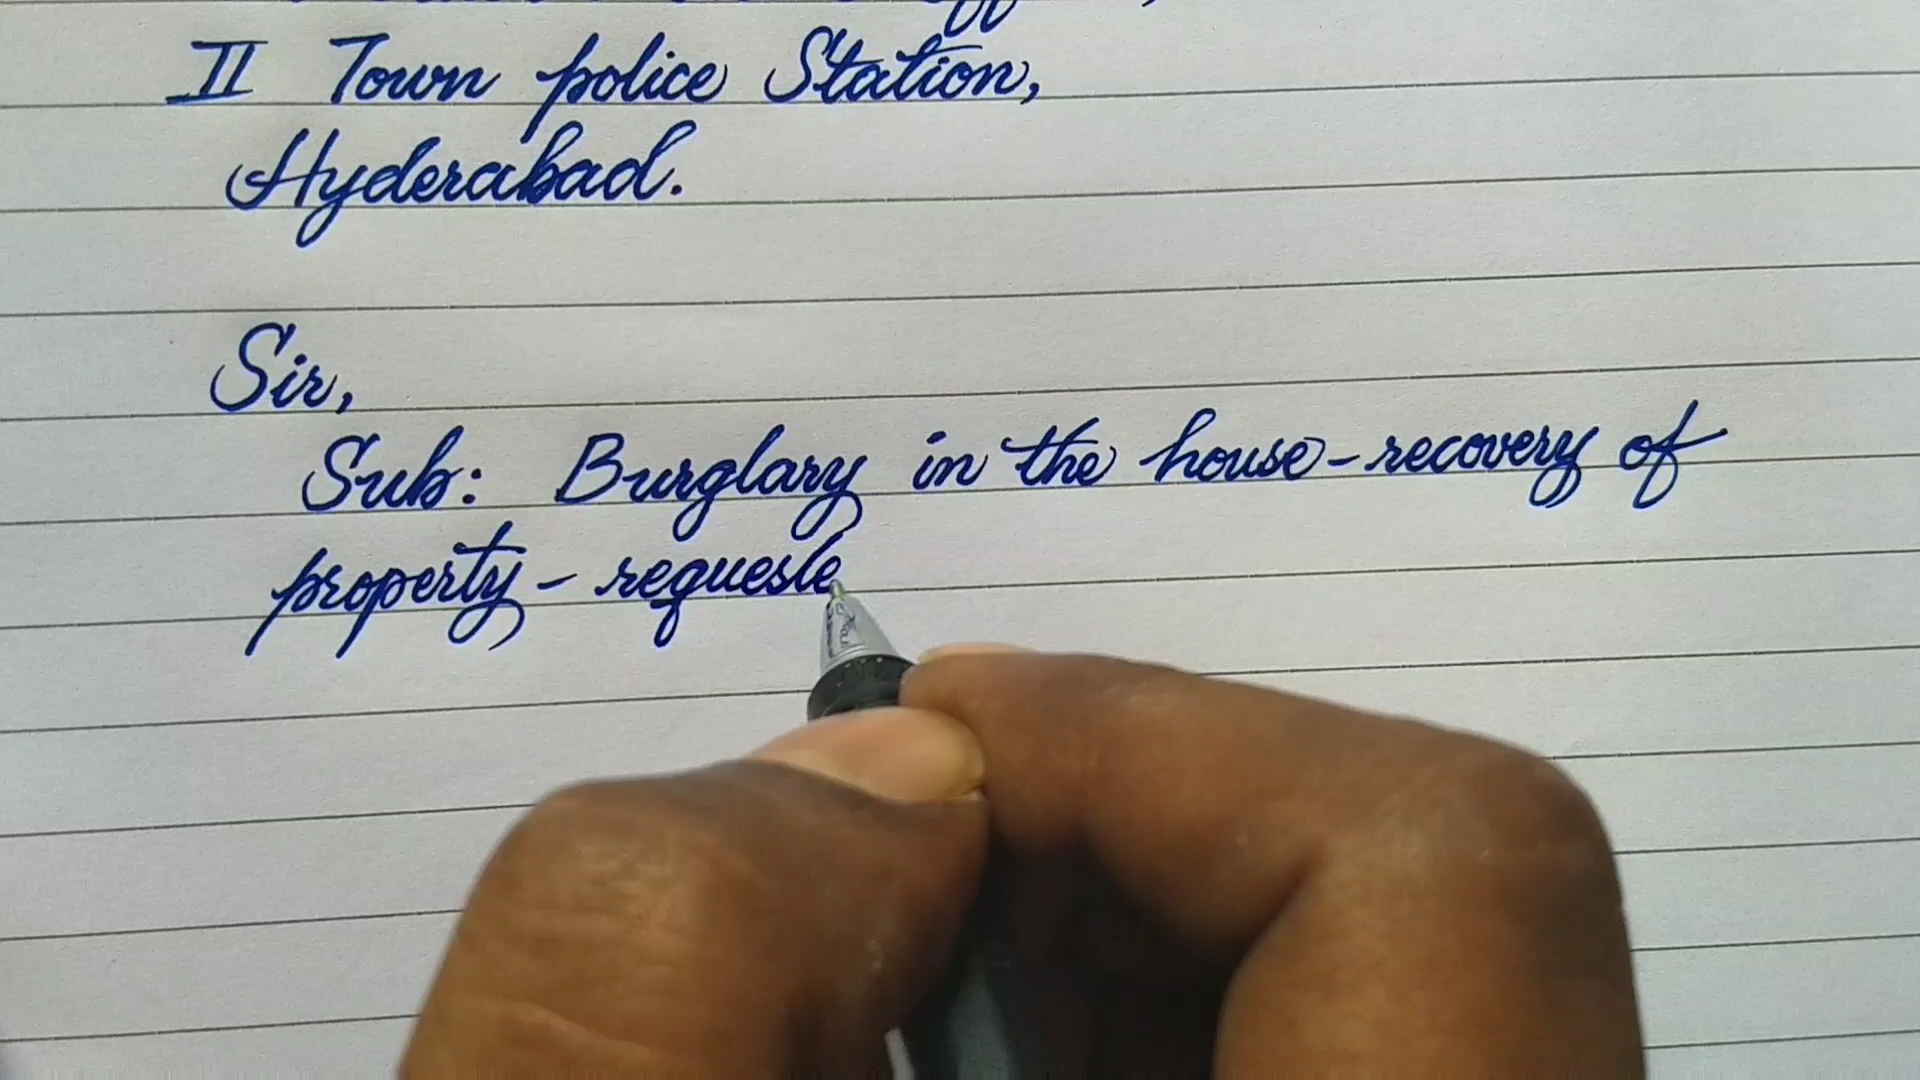 II Town police Station,
Hyderabad.
Sir,
Sub: Burglary in the house - recovery of
property - requeste